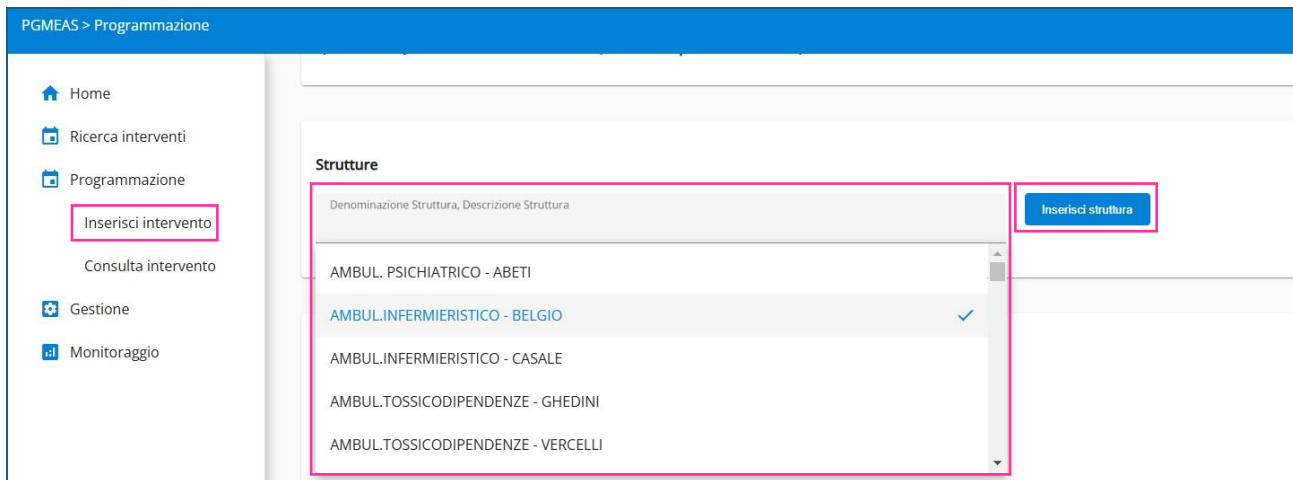 PGMEAS > Programmazione
Home
Ricerca interventi
Programmazione
Inserisci intervento
Consulta intervento
Gestione
Monitoraggio
Strutture
Denominazione Struttura, Descrizione Struttura
Inserisci struttura
AMBUL. PSICHIATRICO - ABETI
AMBUL.INFERMIERISTICO - BELGIO
AMBUL.INFERMIERISTICO - CASALE
AMBUL.TOSSICODIPENDENZE - GHEDINI
AMBUL.TOSSICODIPENDENZE - VERCELLI